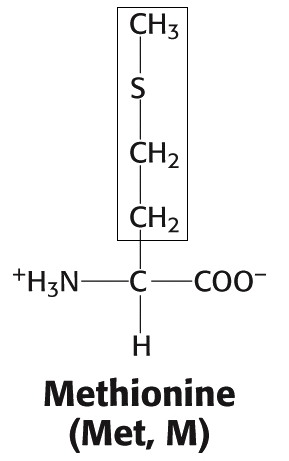 CH3
S
CH2
CH2
+H3N—C—COO-
H
Methionine
(Met, M)